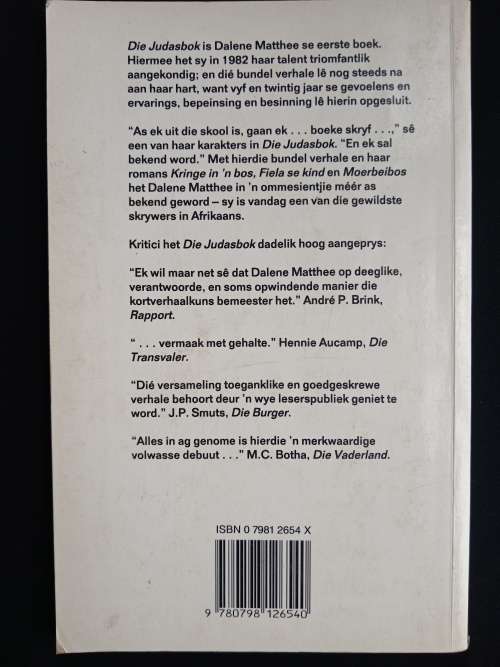 Die Judasbok is Dalene Matthee se eerste boek.
Hiermee het sy in 1982 haar talent triomfantlik
aangekondig; en dié bundel verhale lê nog steeds na
aan haar hart, want vyf en twintig jaar se gevoelens en
ervarings, bepeinsing en besinning lê hierin opgesluit.
“As ek uit die skool is, gaan ek . . . boeke skryf . . .,” sê
een van haar karakters in Die Judasbok. “En ek sal
bekend word.” Met hierdie bundel verhale en haar
romans Kringe in ’n bos, Fiela se kind en Moerbeibos
het Dalene Matthee in ’n ommesientjie méér as
bekend geword – sy is vandag een van die gewildste
skrywers in Afrikaans.
Kritici het Die Judasbok dadelik hoog aangeprys:
“Ek wil maar net sê dat Dalene Matthee op deeglike,
verantwoorde, en soms opwindende manier die
kortverhaalkuns bemeester het.” André P. Brink,
Rapport.
“ . . . vermaak met gehalte.” Hennie Aucamp, Die
Transvaler.
“Dié versameling toeganklike en goedgeskrewe
verhale behoort deur ’n wye leserspubliek geniet te
word.” J.P. Smuts, Die Burger.
“Alles in ag genome is hierdie ’n merkwaardige
volwasse debuut . . .” M.C. Botha, Die Vaderland.
ISBN 0 7981 2654 X
9 780798 126540